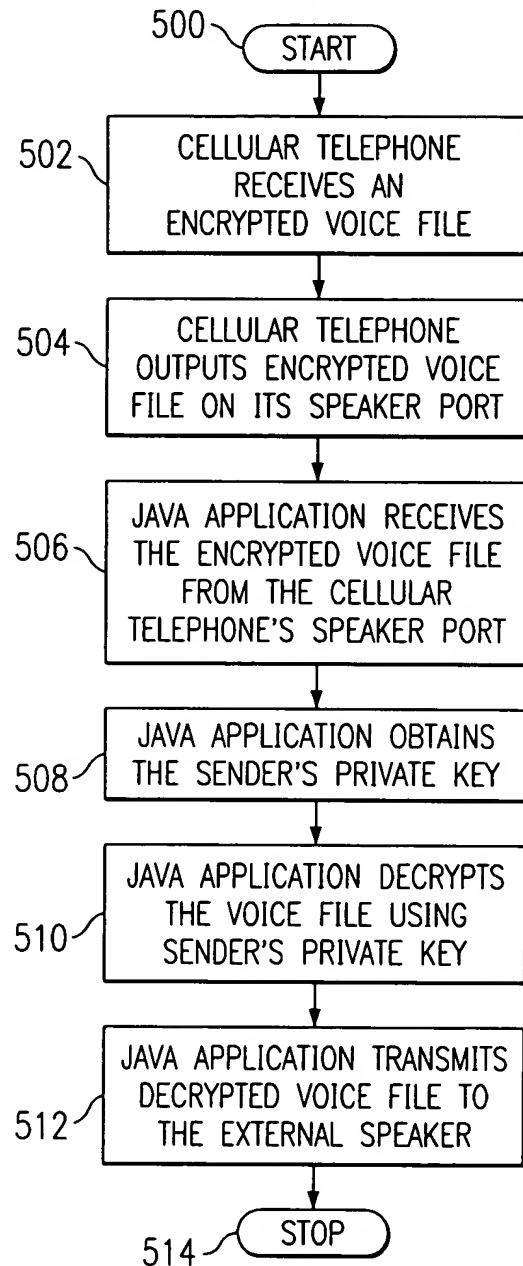 500
START
502
CELLULAR TELEPHONE
RECEIVES AN
ENCRYPTED VOICE FILE
504
CELLULAR TELEPHONE
OUTPUTS ENCRYPTED VOICE
FILE ON ITS SPEAKER PORT
506
JAVA APPLICATION RECEIVES
THE ENCRYPTED VOICE FILE
FROM THE CELLULAR
TELEPHONE'S SPEAKER PORT
508
JAVA APPLICATION OBTAINS
THE SENDER'S PRIVATE KEY
510
JAVA APPLICATION DECRYPTS
THE VOICE FILE USING
SENDER'S PRIVATE KEY
512
JAVA APPLICATION TRANSMITS
DECRYPTED VOICE FILE TO
THE EXTERNAL SPEAKER
514
STOP